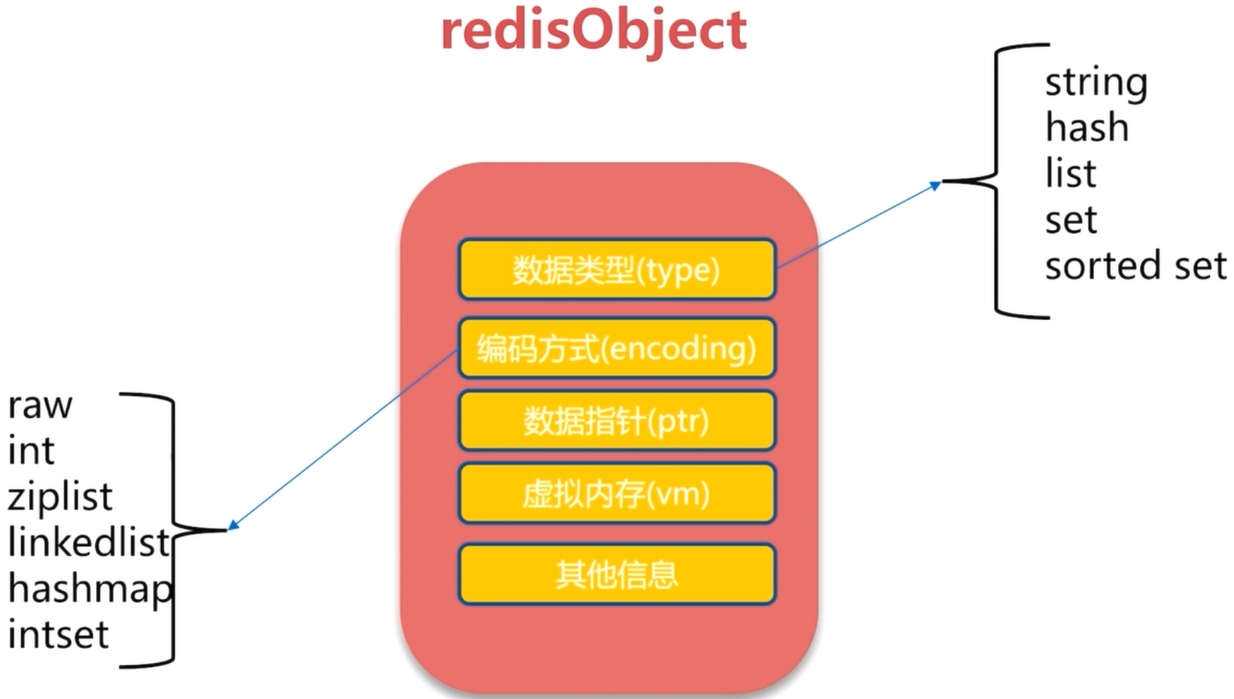 redisObject
string
hash
list
set
sorted set
数据类型(type)
编码方式(encoding)
数据指针(ptr)
虚拟内存(vm)
其他信息
raw
int
ziplist
linkedlist
hashmap
intset